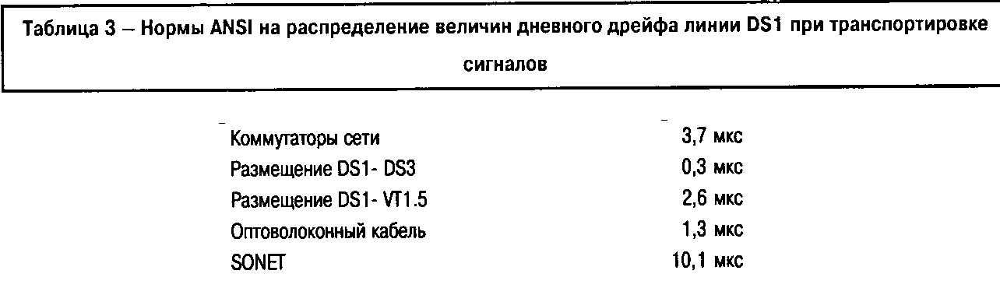 Таблица 3 – Нормы ANSI на распределение величин дневного дрейфа линии DS1 при транспортировке
сигналов
Коммутаторы сети 3,7 мкс
Размещение DS1- DS3 0,3 мкс
Размещение DS1- VT1.5 2,6 мкс
Оптоволоконный кабель 1,3 мкс
SONET 10,1 мкс